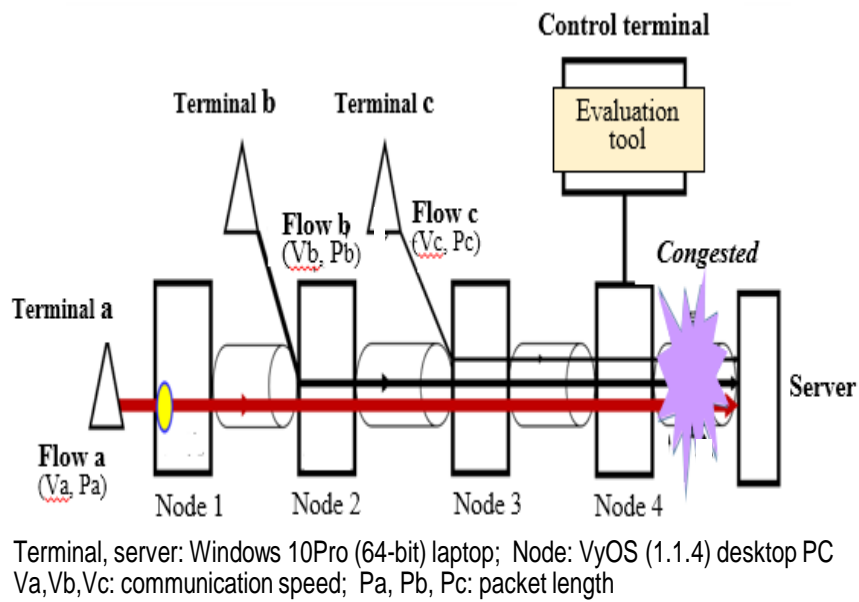 Control terminal
Evaluation
tool
Terminal b
Terminal c
Flow b
(Vb, Pb)
Flow c
(Vc, Pc)
Congested
Terminal a
Server
Flow a
(Va, Pa)
Node 1
Node 2
Node 3
Node 4
Terminal, server: Windows 10Pro (64-bit) laptop; Node: VyOS (1.1.4) desktop PC
Va,Vb,Vc: communication speed; Pa, Pb, Pc: packet length